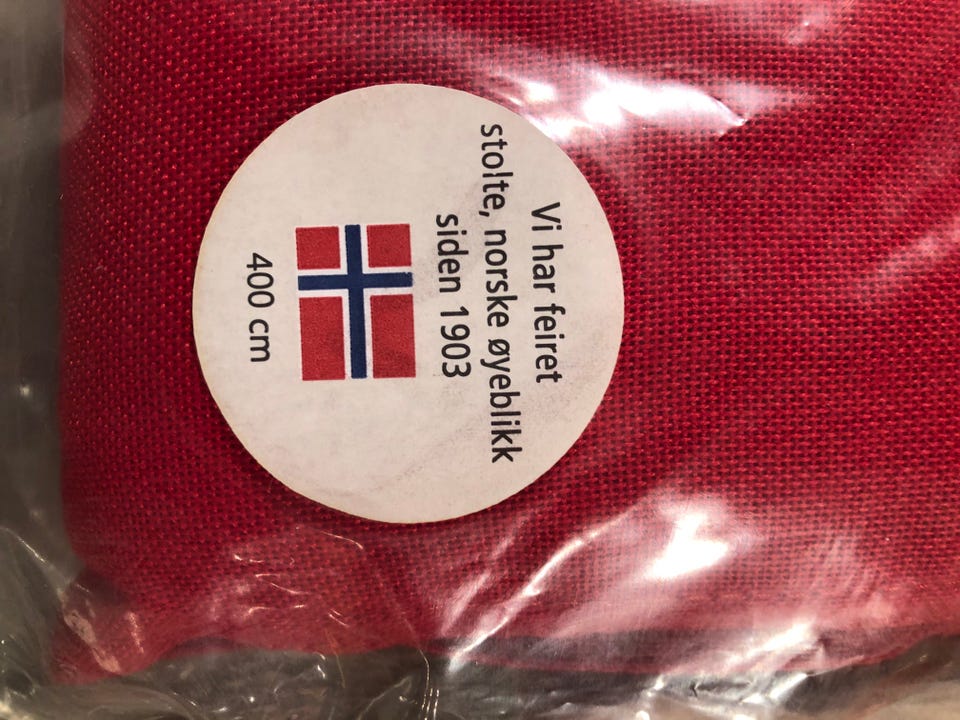 Vi har feiret
stolte, norske øyeblikk
siden 1903
400 cm